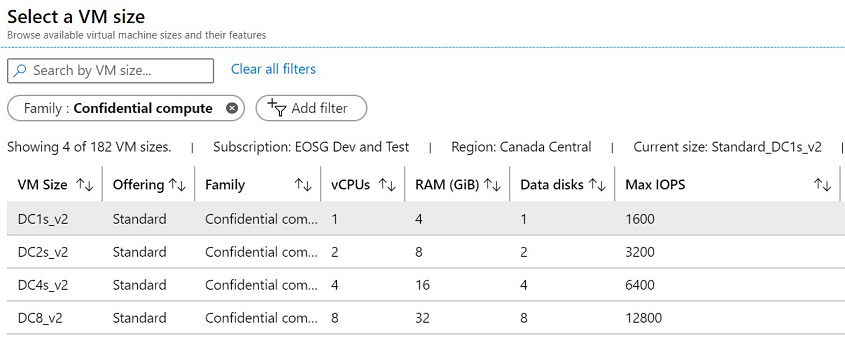 Select a VM size
Browse available virtual machine sizes and their features
Search by VM size...
Clear all filters
Family : Confidential compute
Add filter
Showing 4 of 182 VM sizes. | Subscription: EOSG Dev and Test | Region: Canada Central | Current size: Standard_DC1s_v2 |
VM Size Offering Family vCPUs RAM (GiB) Data disks Max IOPS
DC1s_v2 Standard Confidential com... 1 4 1 1600
DC2s_v2 Standard Confidential com... 2 8 2 3200
DC4s_v2 Standard Confidential com... 4 16 4 6400
DC8_v2 Standard Confidential com... 8 32 8 12800